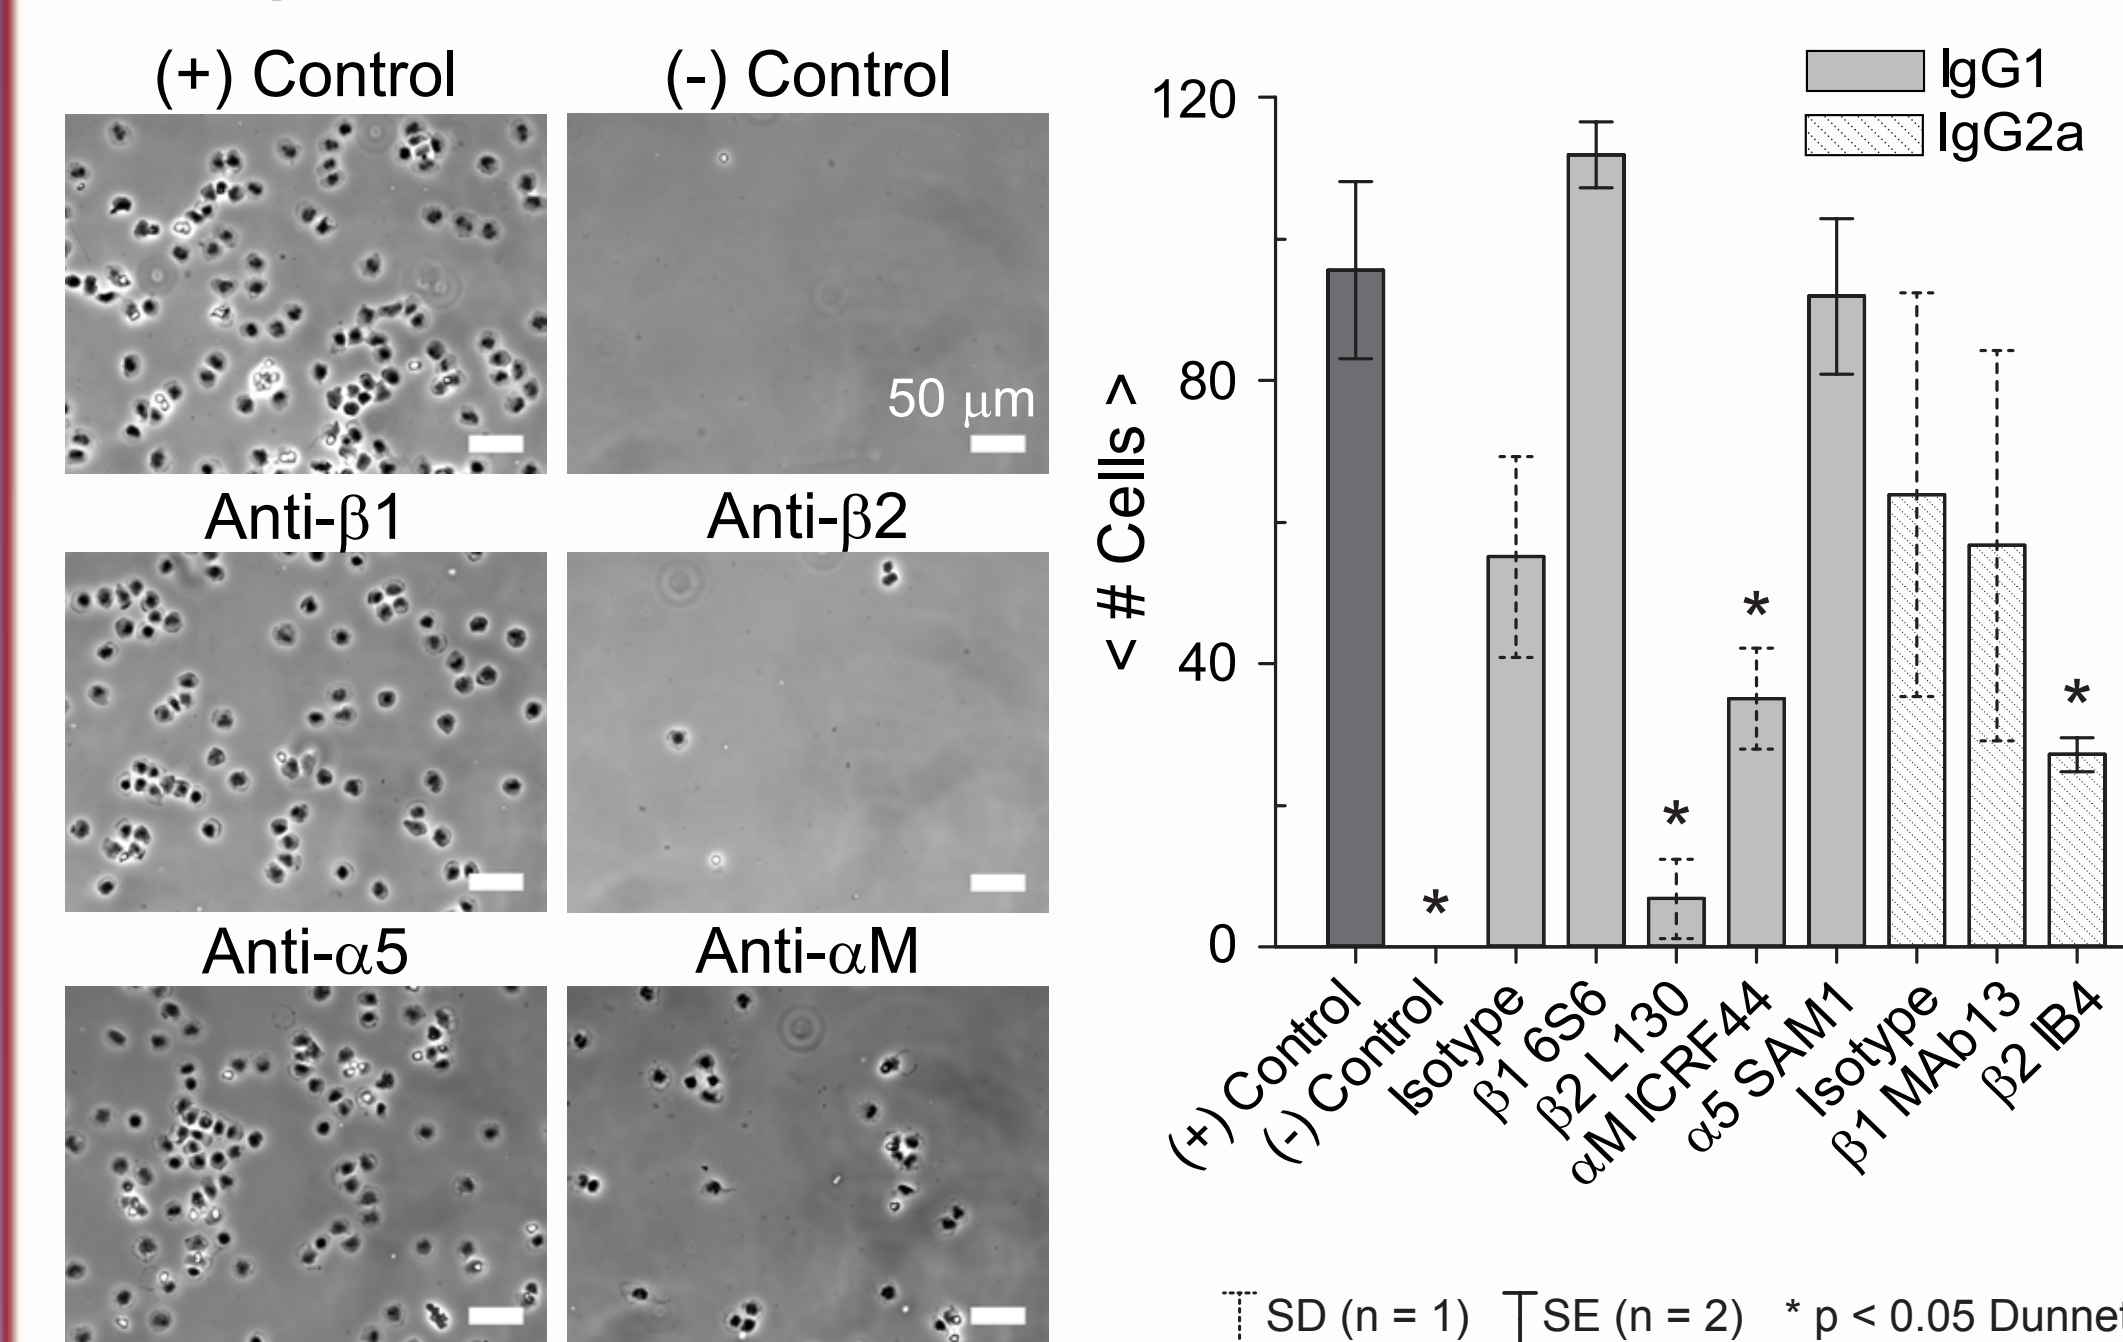 (+) Control
(-) Control
50 μm
Anti-β1
Anti-β2
Anti-α5
Anti-αM
IgG1
IgG2a
120
80
40
0
< # Cells >
(+) Control
(-) Control
Isotype
β1 6S6
β2 L130
αM ICRF44
α5 SAM1
Isotype
β1 MAb13
β2 IB4
*
*
*
*
SD (n = 1)
SE (n = 2)
* p < 0.05 Dunnet